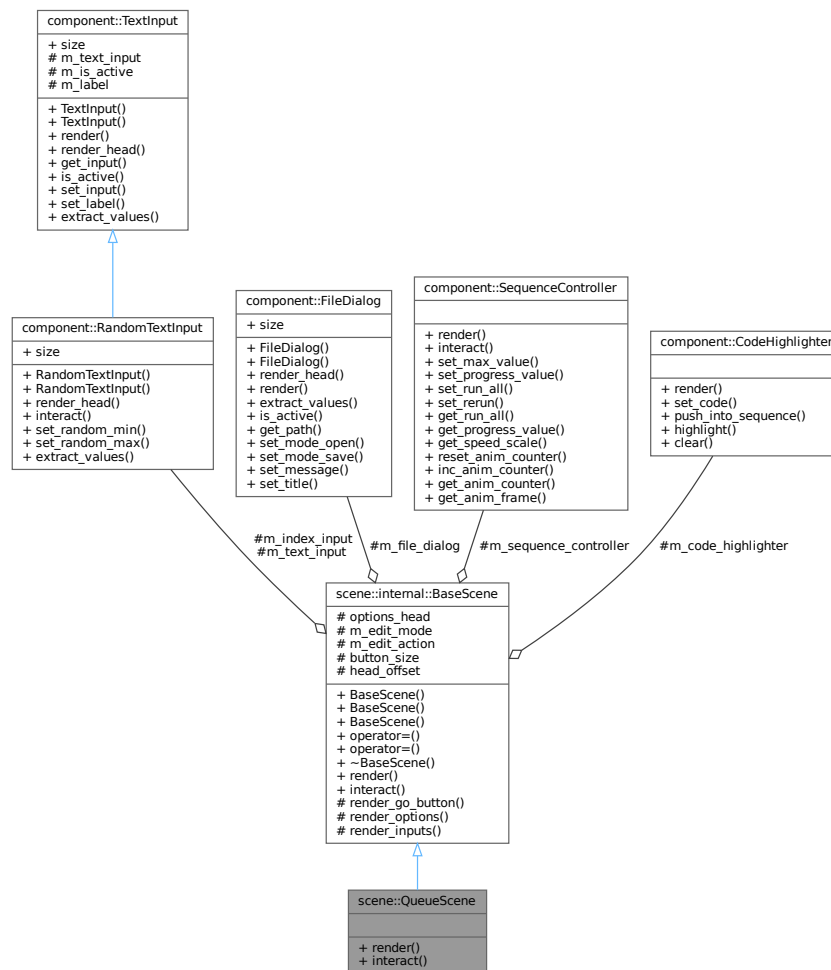 component::TextInput
+ size
# m_text_input
# m_is_active
# m_label
+ TextInput()
+ TextInput()
+ render()
+ render_head()
+ get_input()
+ is_active()
+ set_input()
+ set_label()
+ extract_values()
component::RandomTextInput
+ size
+ RandomTextInput()
+ RandomTextInput()
+ render_head()
+ interact()
+ set_random_min()
+ set_random_max()
+ extract_values()
component::FileDialog
+ size
+ FileDialog()
+ FileDialog()
+ render_head()
+ render()
+ extract_values()
+ is_active()
+ get_path()
+ set_mode_open()
+ set_mode_save()
+ set_message()
+ set_title()
component::SequenceController
+ render()
+ interact()
+ set_max_value()
+ set_progress_value()
+ set_run_all()
+ set_rerun()
+ get_run_all()
+ get_progress_value()
+ get_speed_scale()
+ reset_anim_counter()
+ inc_anim_counter()
+ get_anim_counter()
+ get_anim_frame()
component::CodeHighlighter
+ render()
+ set_code()
+ push_into_sequence()
+ highlight()
+ clear()
#m_index_input
#m_text_input
#m_file_dialog
#m_sequence_controller
#m_code_highlighter
scene::internal::BaseScene
# options_head
# m_edit_mode
# m_edit_action
# button_size
# head_offset
+ BaseScene()
+ BaseScene()
+ BaseScene()
+ operator=()
+ operator=()
+ ~BaseScene()
+ render()
+ interact()
# render_go_button()
# render_options()
# render_inputs()
scene::QueueScene
+ render()
+ interact()